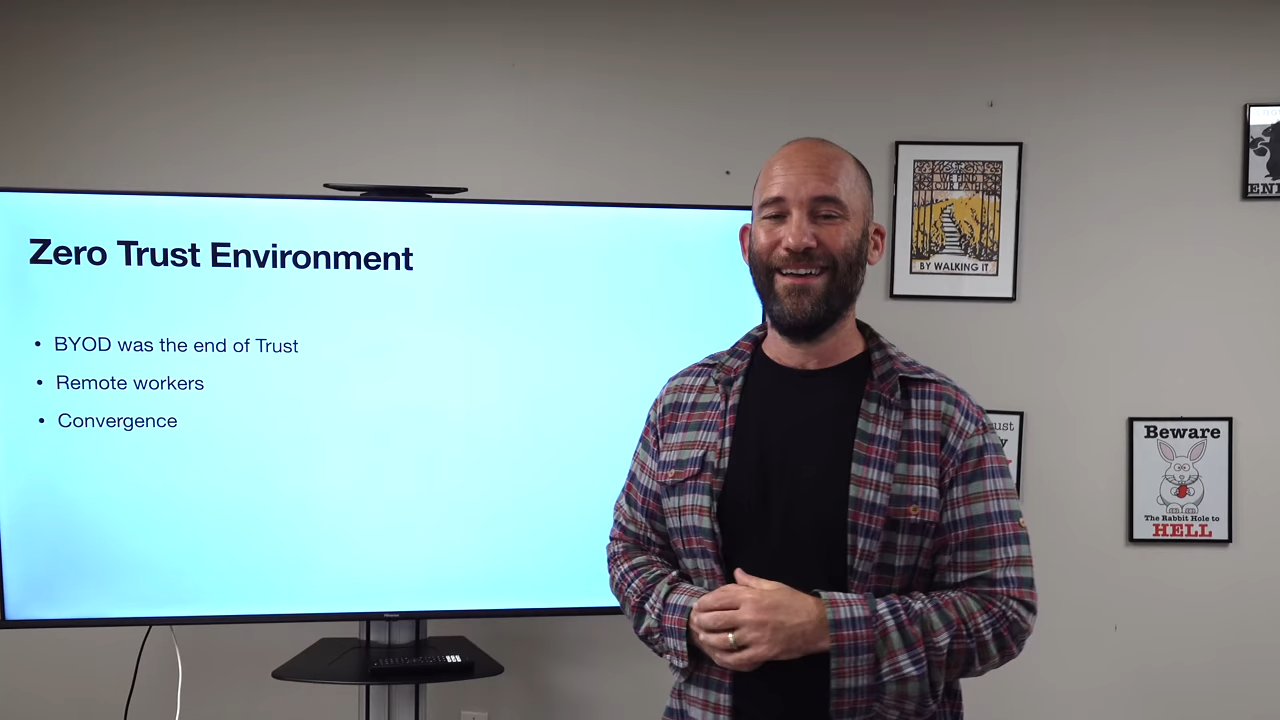 Zero Trust Environment
• BYOD was the end of Trust
• Remote workers
• Convergence
WE FIND
OUR PATH
BY WALKING IT
Beware
The Rabbit Hole to
HELL